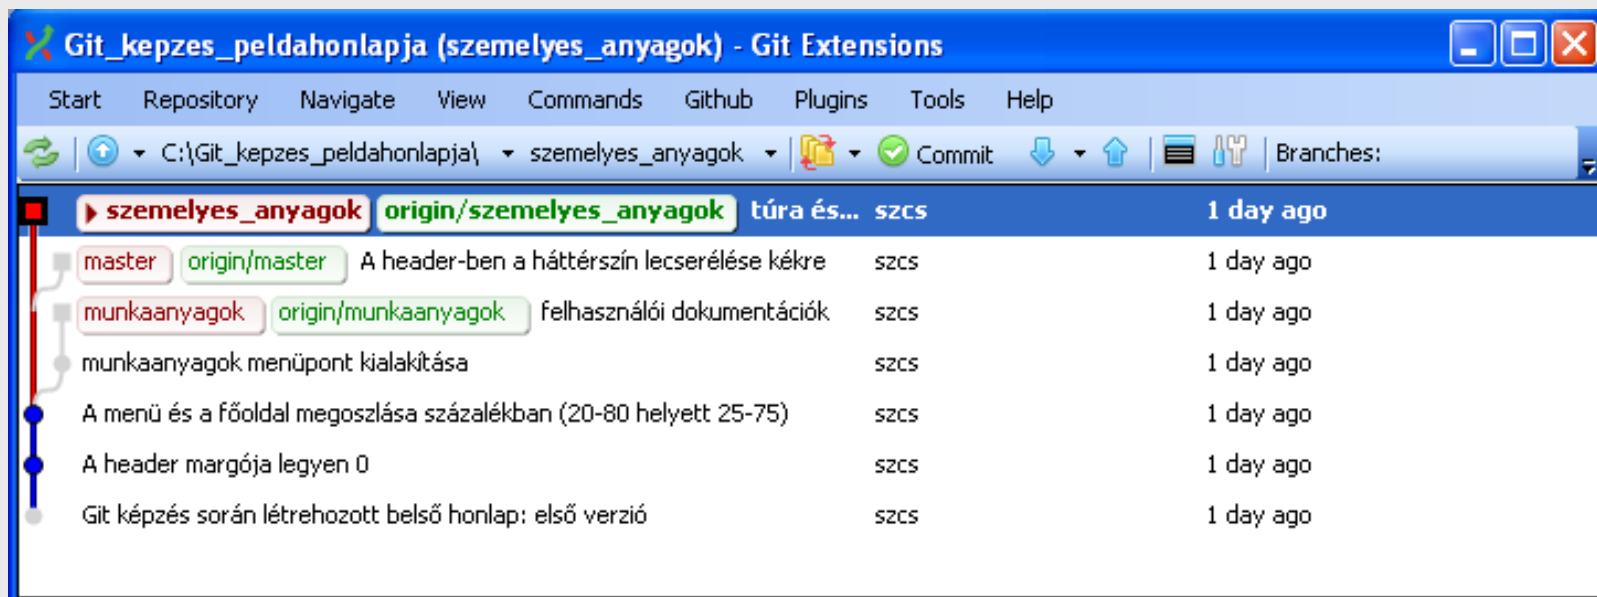 Git_kepzes_peldahonlapja (szemelyes_anyagok) - Git Extensions
Start Repository Navigate View Commands Github Plugins Tools Help
C:\Git_kepzes_peldahonlapja\ szemelyes_anyagok Commit Branches:
szemelyes_anyagok origin/szemelyes_anyagok túra és... szcs 1 day ago
master origin/master A header-ben a háttérszín lecserélése kékre szcs 1 day ago
munkaanyagok origin/munkaanyagok felhasználói dokumentációk szcs 1 day ago
munkaanyagok menüpont kialakítása szcs 1 day ago
A menü és a főoldal megoszlása százalékban (20-80 helyett 25-75) szcs 1 day ago
A header margója legyen 0 szcs 1 day ago
Git képzés során létrehozott belső honlap: első verzió szcs 1 day ago